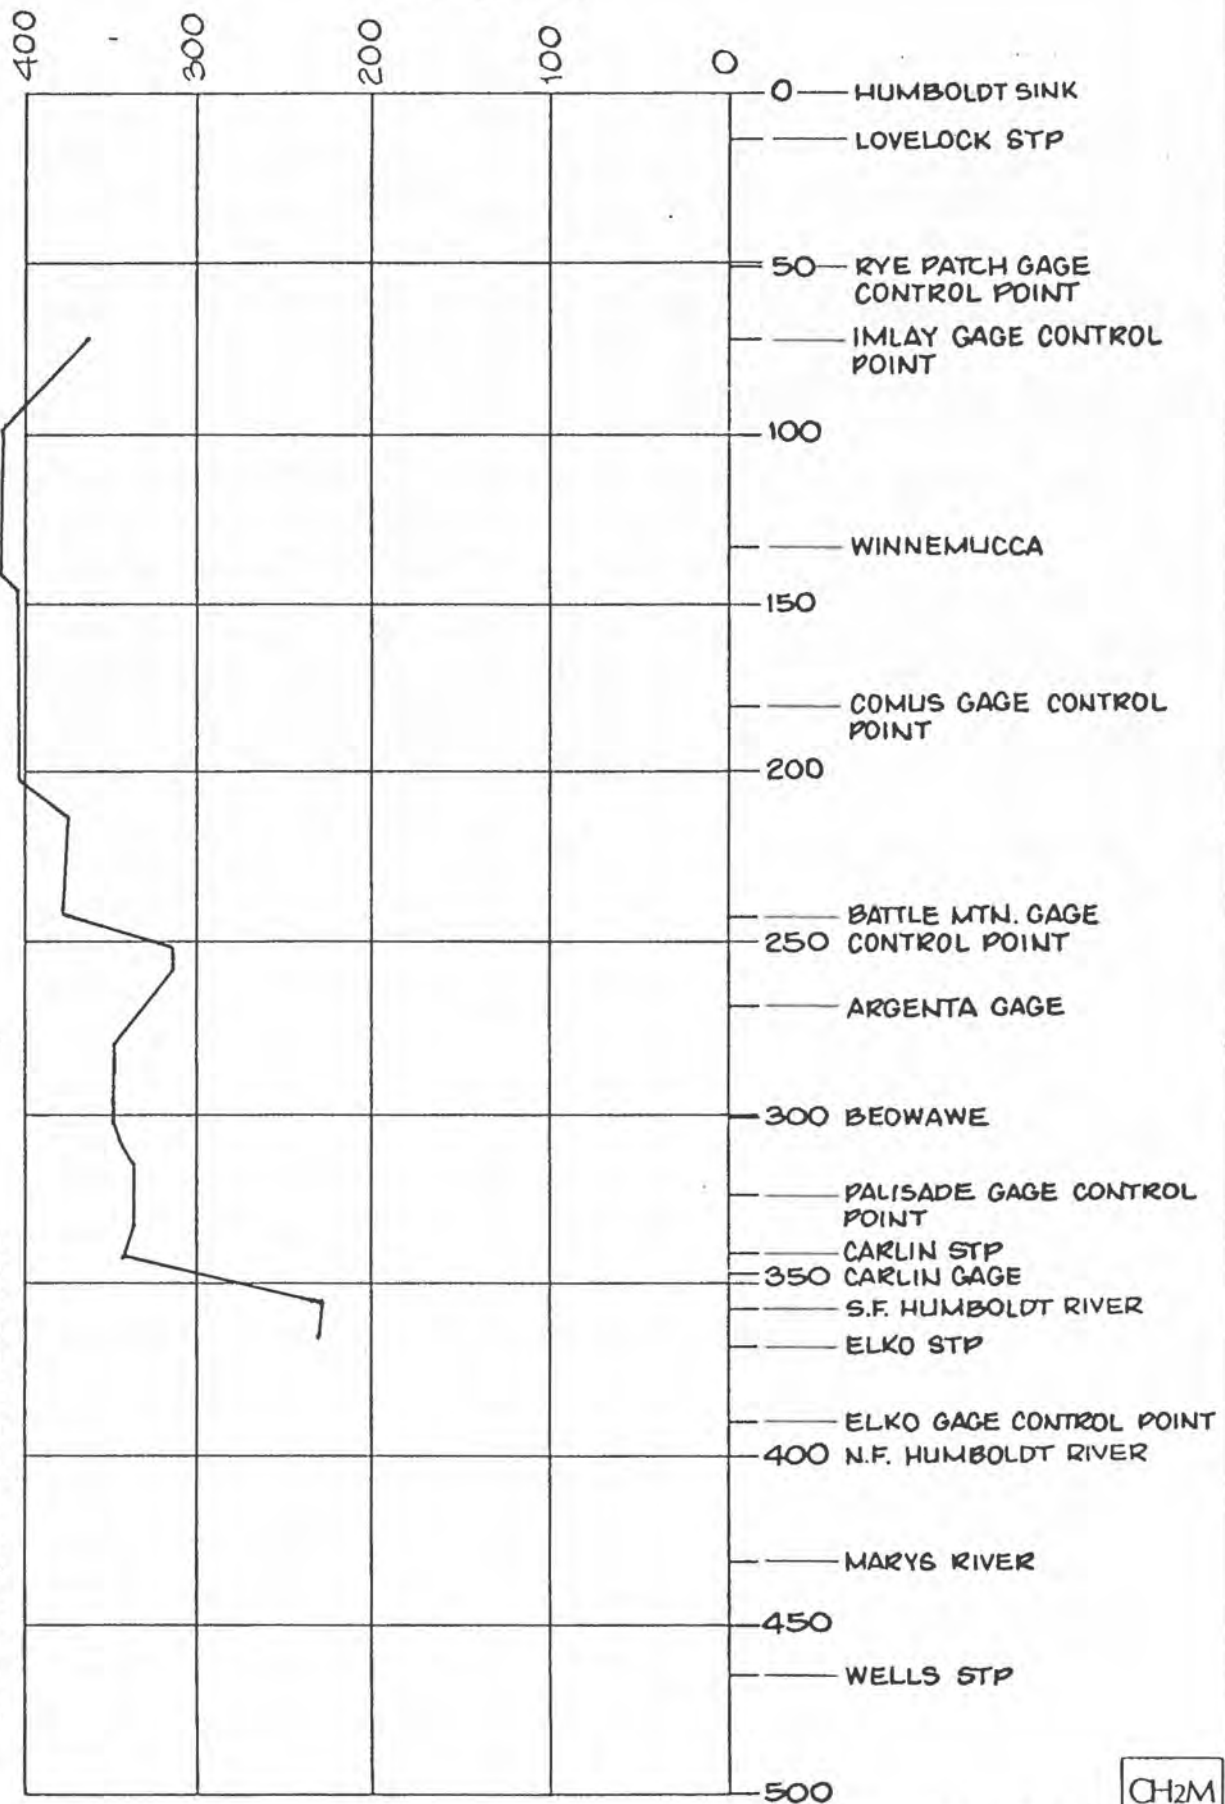 400
300
200
100
0
0 HUMBOLDT SINK
LOVELOCK STP
50 RYE PATCH GAGE
CONTROL POINT
IMLAY GAGE CONTROL
POINT
100
WINNEMUCCA
150
COMUS GAGE CONTROL
POINT
200
BATTLE MTN. GAGE
250 CONTROL POINT
ARGENTA GAGE
300 BEOWAWE
PALISADE GAGE CONTROL
POINT
CARLIN STP
350 CARLIN GAGE
S.F. HUMBOLDT RIVER
ELKO STP
ELKO GAGE CONTROL POINT
400 N.F. HUMBOLDT RIVER
MARYS RIVER
450
WELLS STP
500
CH2M